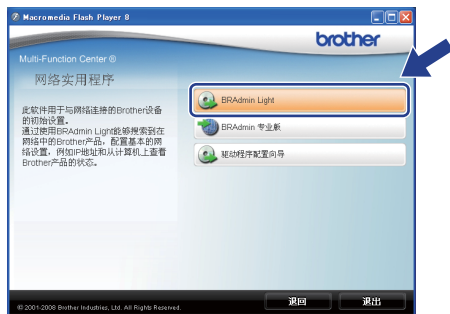 Macromedia Flash Player 8
brother
Multi-Function Center ®
网络实用程序
此软件用于与网络连接的Brother设备
的初始设置。
通过使用BRAdmin Light能够搜索到在
网络中的Brother产品，配置基本的网
络设置，例如IP地址和从计算机上查看
Brother产品的状态。
BRAdmin Light
BRAdmin 专业版
驱动程序配置向导
© 2001-2008 Brother Industries, Ltd. All Rights Reserved.
退回
退出